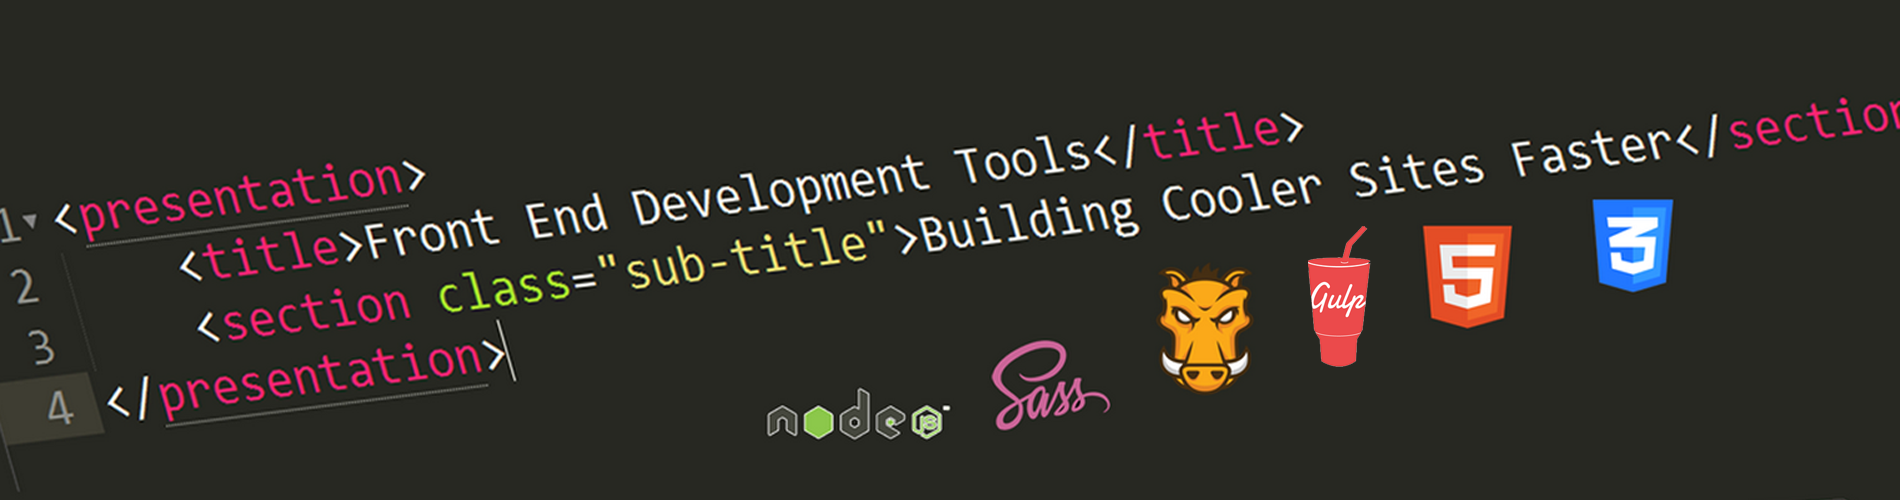 1 <presentation>
2 <title>Front End Development Tools</title>
3 <section class="sub-title">Building Cooler Sites Faster</section
4 </presentation>
node JS
Sass
Gulp
5
3